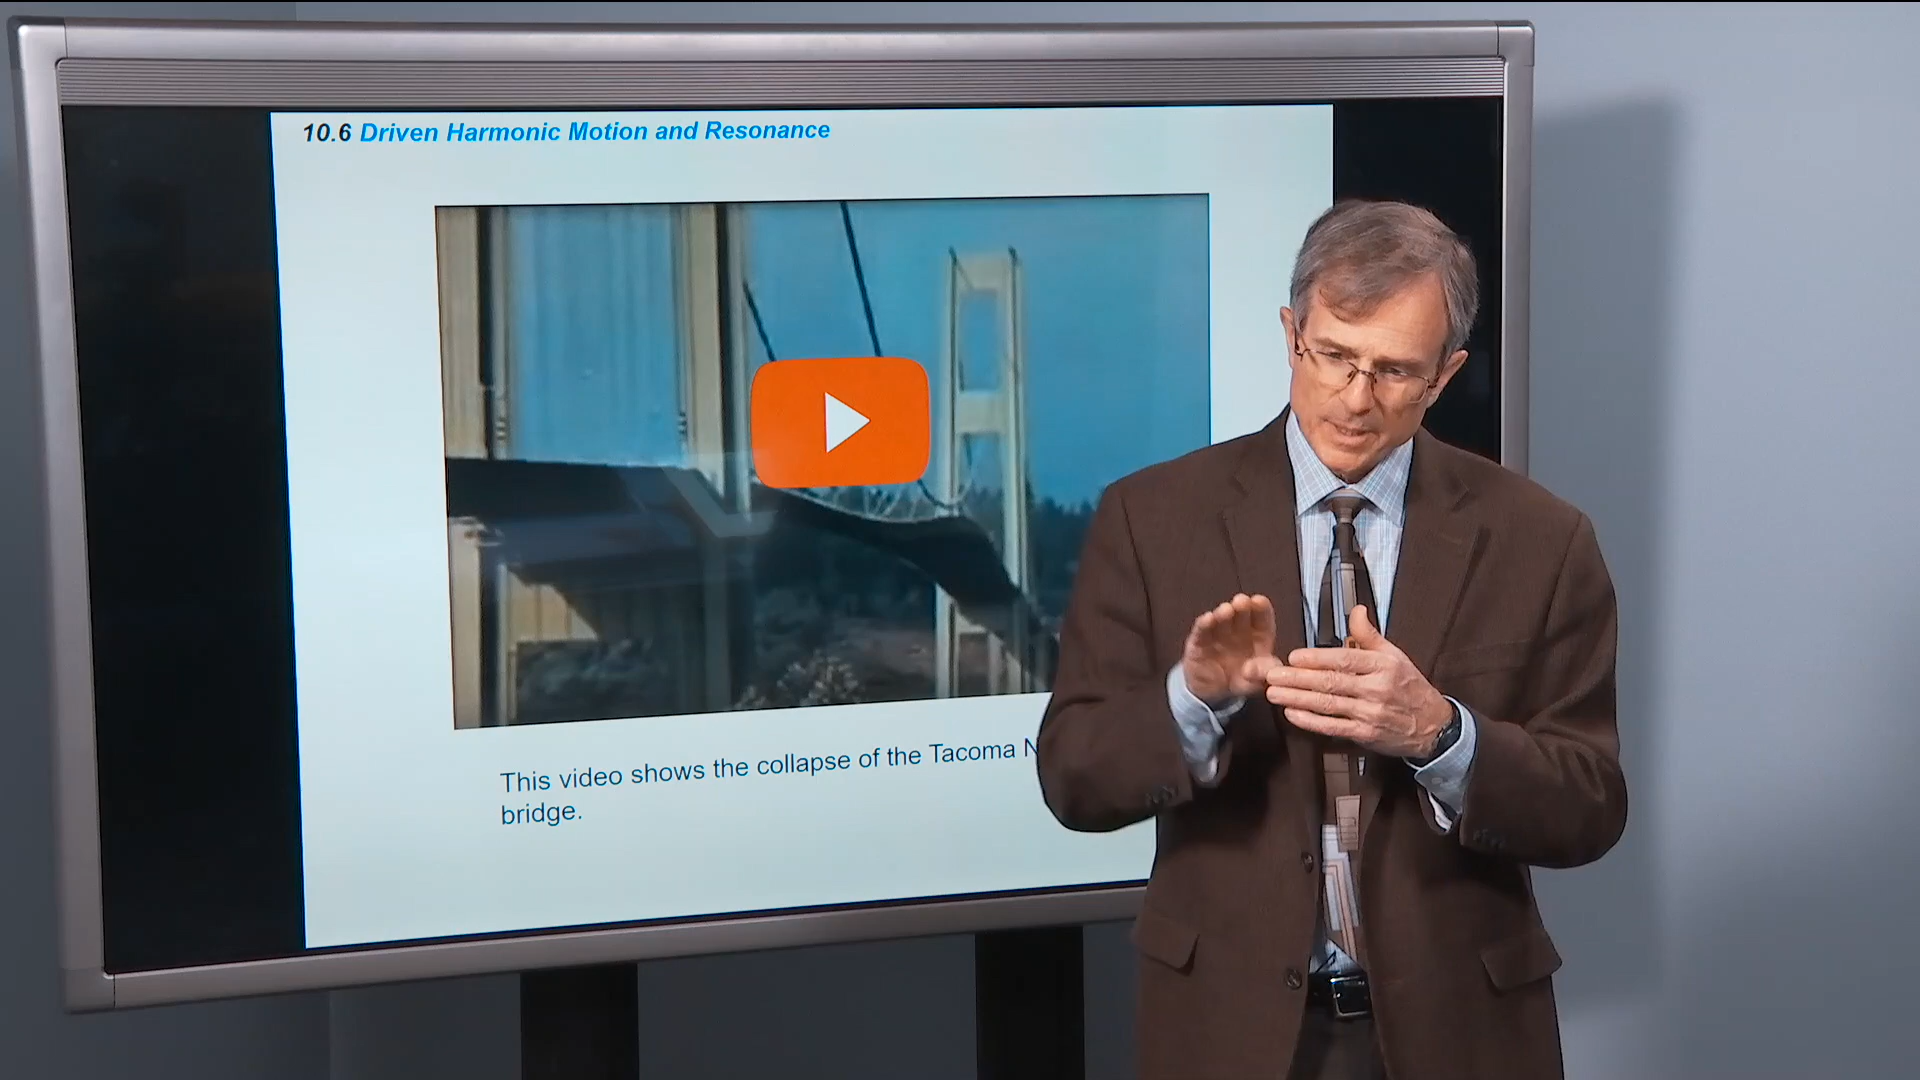 10.6 Driven Harmonic Motion and Resonance
This video shows the collapse of the Tacoma
bridge.